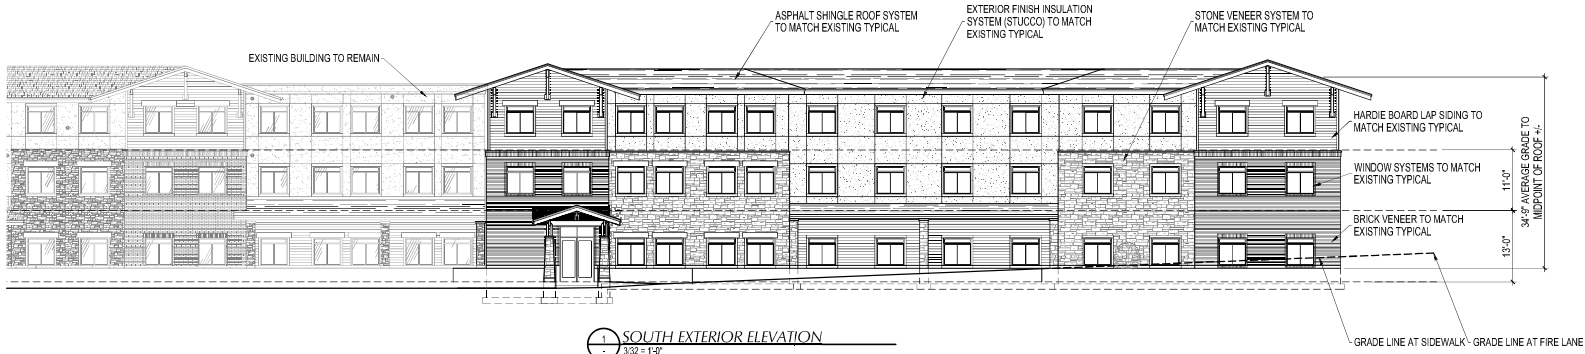 ASPHALT SHINGLE ROOF SYSTEM
TO MATCH EXISTING TYPICAL
EXTERIOR FINISH INSULATION
SYSTEM (STUCCO) TO MATCH
EXISTING TYPICAL
STONE VENEER SYSTEM TO
MATCH EXISTING TYPICAL
EXISTING BUILDING TO REMAIN
HARDIE BOARD LAP SIDING TO
MATCH EXISTING TYPICAL
WINDOW SYSTEMS TO MATCH
EXISTING TYPICAL
BRICK VENEER TO MATCH
EXISTING TYPICAL
11'-0"
13'-0"
34'-9" AVERAGE GRADE TO
MIDPOINT OF ROOF +/-
GRADE LINE AT SIDEWALK
GRADE LINE AT FIRE LANE
1
-
SOUTH EXTERIOR ELEVATION
3/32 = 1'-0"